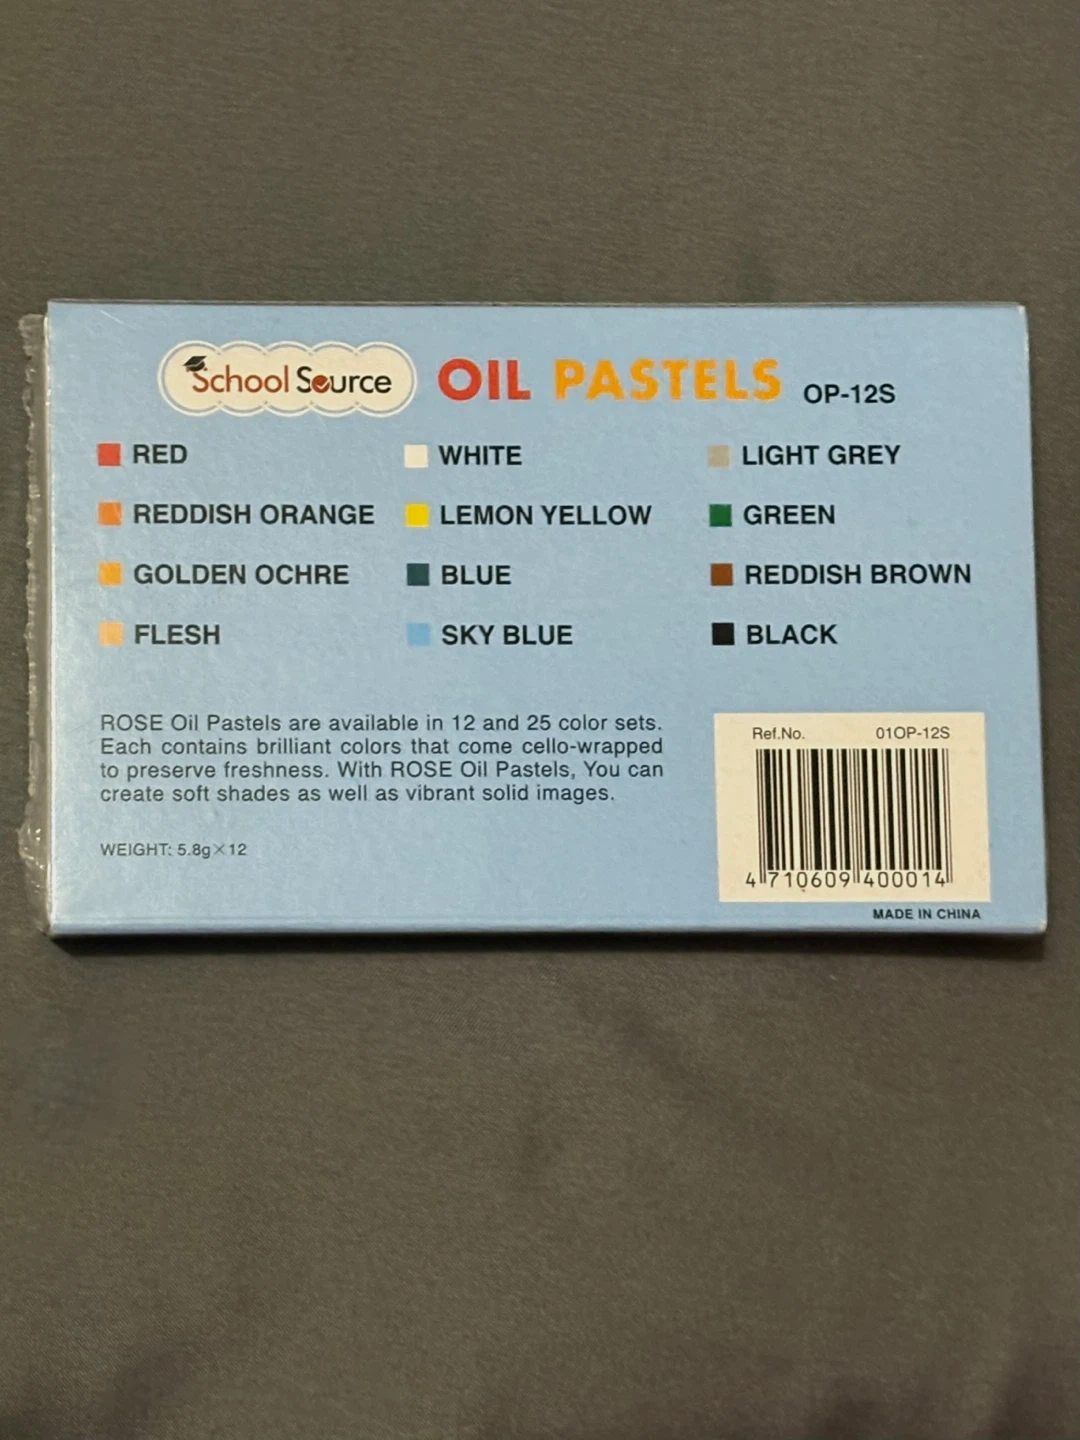 School Source OIL PASTELS OP-12S
RED WHITE LIGHT GREY
REDDISH ORANGE LEMON YELLOW GREEN
GOLDEN OCHRE BLUE REDDISH BROWN
FLESH SKY BLUE BLACK
ROSE Oil Pastels are available in 12 and 25 color sets.
Each contains brilliant colors that come cello-wrapped
to preserve freshness. With ROSE Oil Pastels, You can
create soft shades as well as vibrant solid images.
WEIGHT: 5.8g×12
Ref.No. 01OP-12S
4 710609 400014
MADE IN CHINA